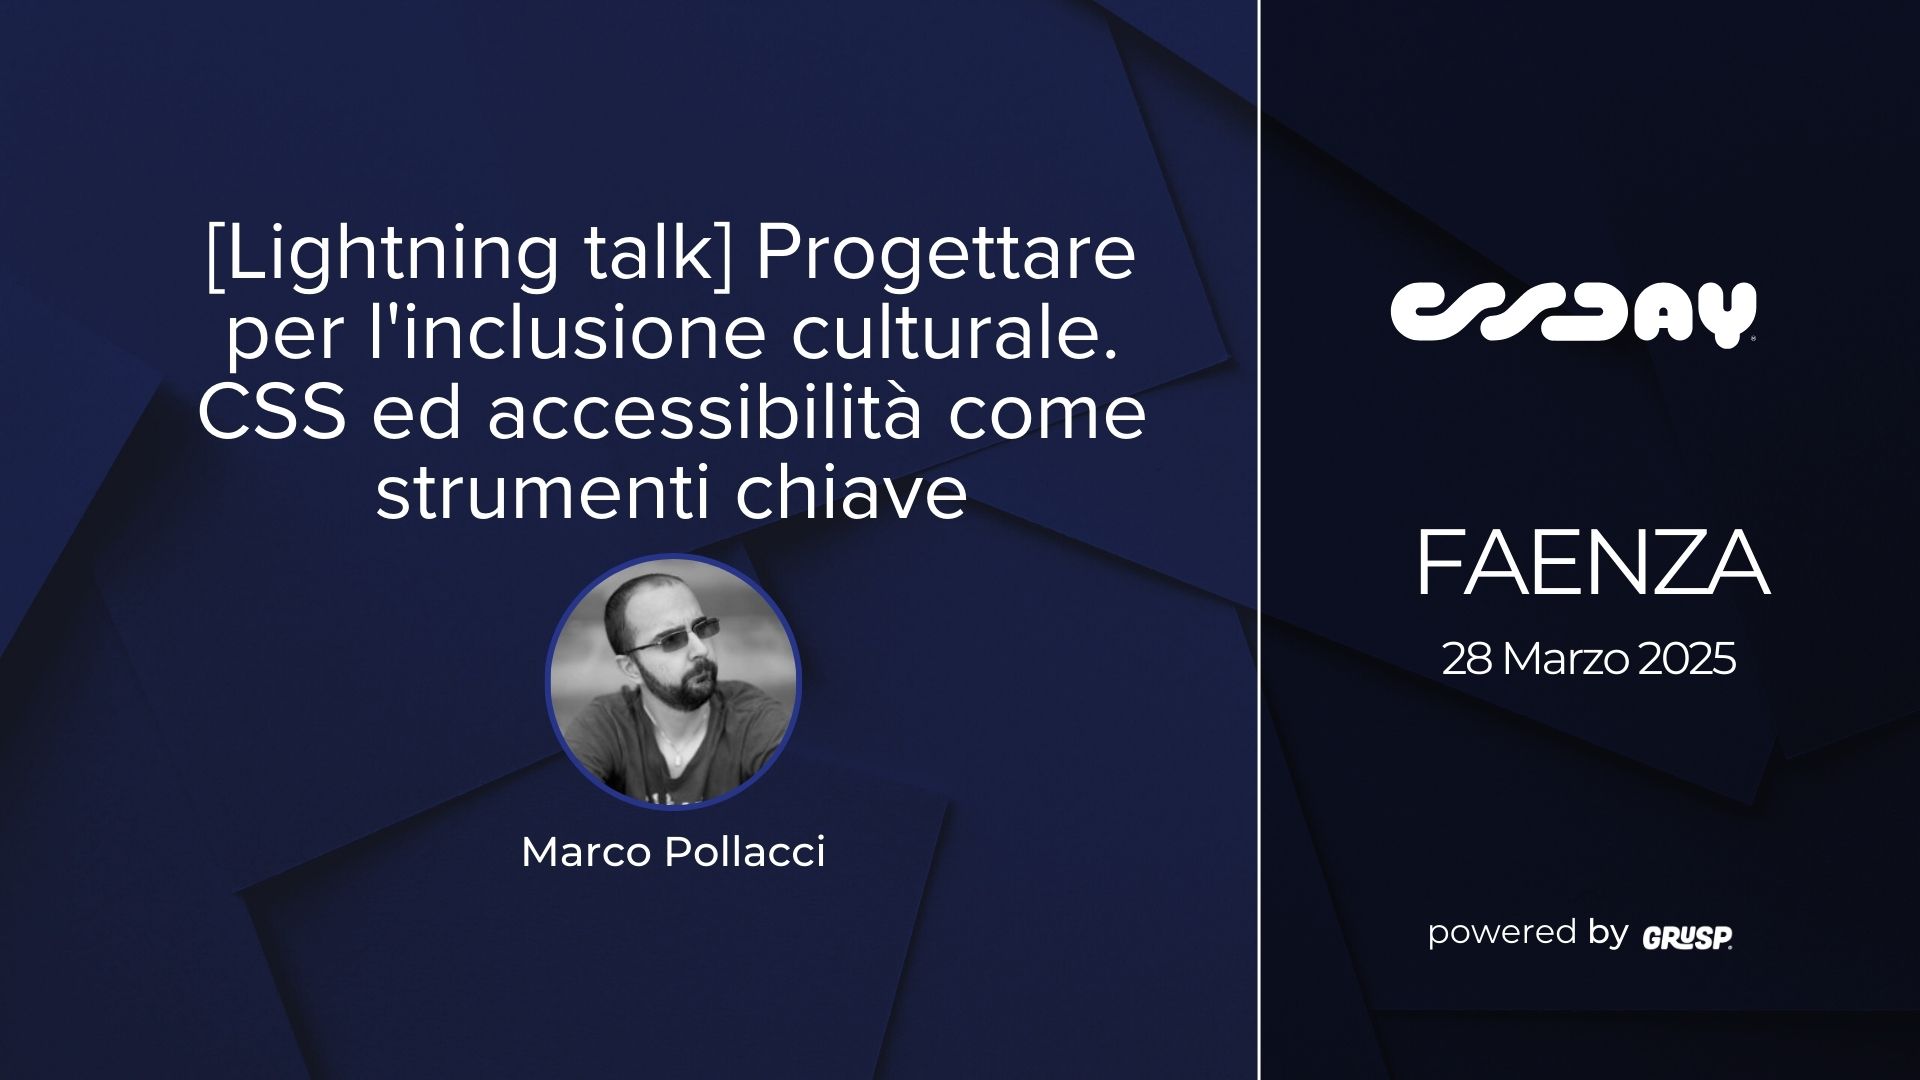 [Lightning talk] Progettare
per l'inclusione culturale.
CSS ed accessibilità come
strumenti chiave
Marco Pollacci
CSSDAY
FAENZA
28 Marzo 2025
powered by GRUSP